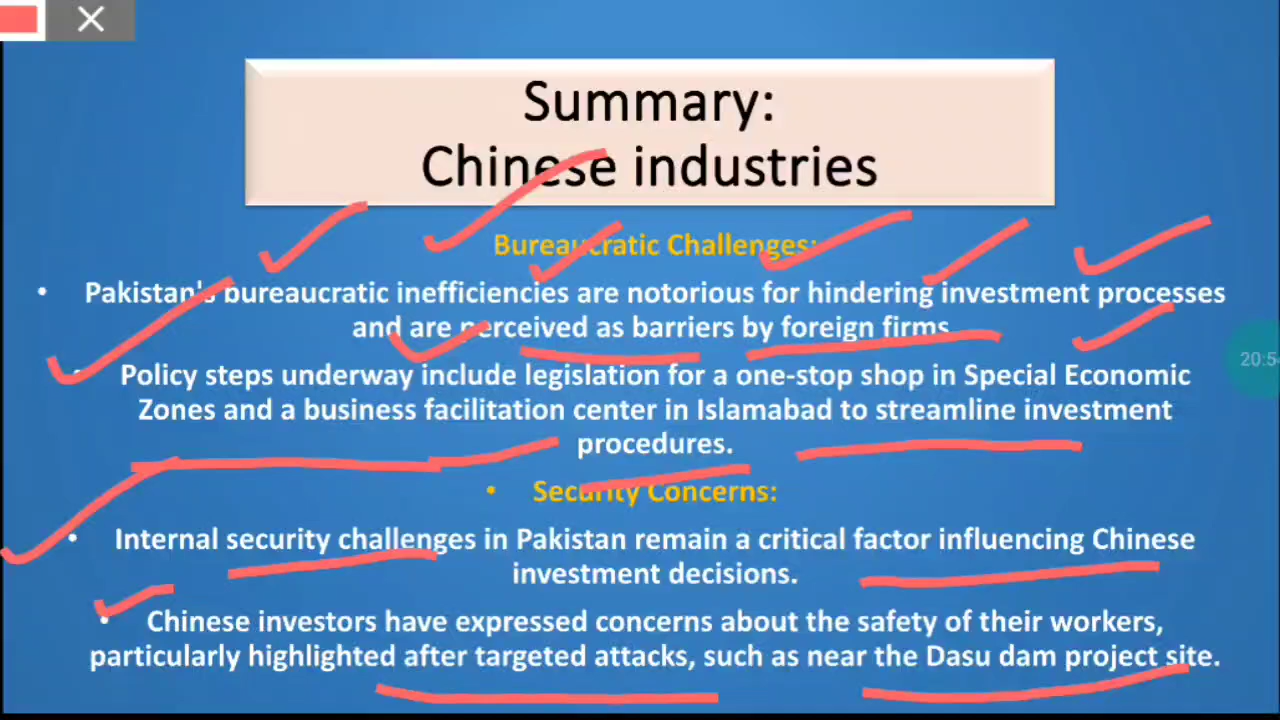 Summary:
Chinese industries
Bureaucratic Challenges:
• Pakistan's bureaucratic inefficiencies are notorious for hindering investment processes
and are perceived as barriers by foreign firms.
• Policy steps underway include legislation for a one-stop shop in Special Economic
Zones and a business facilitation center in Islamabad to streamline investment
procedures.
• Security Concerns:
• Internal security challenges in Pakistan remain a critical factor influencing Chinese
investment decisions.
• Chinese investors have expressed concerns about the safety of their workers,
particularly highlighted after targeted attacks, such as near the Dasu dam project site.